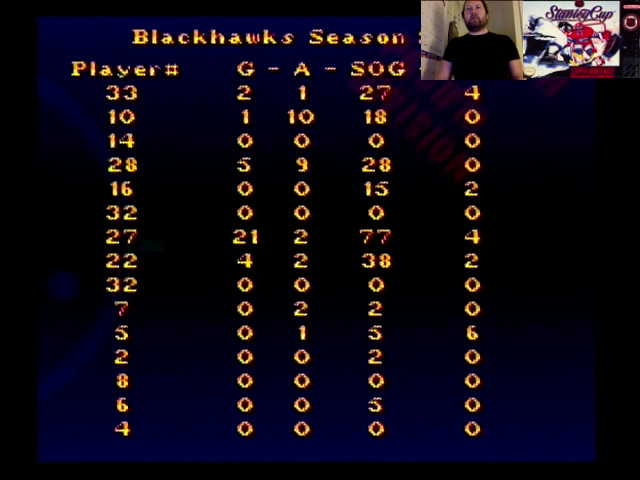 Blackhawks Season
Player# G - A - SOG
33 2 1 27 4
10 1 10 18 0
14 0 0 0 0
28 5 9 28 0
16 0 0 15 2
32 0 0 0 0
27 21 2 77 4
22 4 2 38 2
32 0 0 0 0
7 0 2 2 0
5 0 1 5 6
2 0 0 2 0
8 0 0 0 0
6 0 0 5 0
4 0 0 0 0
Stanley Cup